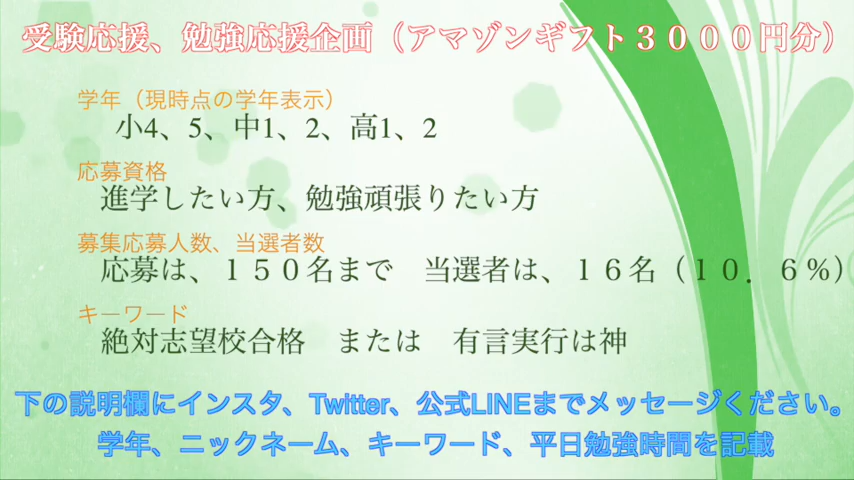 受験応援、勉強応援企画（アマゾンギフト３０００円分）
学年（現時点の学年表示）
小4、5、中1、2、高1、2
応募資格
進学したい方、勉強頑張りたい方
募集応募人数、当選者数
応募は、１５０名まで　当選者は、１６名（１０．６％）
キーワード
絶対志望校合格　または　有言実行は神
下の説明欄にインスタ、Twitter、公式LINEまでメッセージください。
学年、ニックネーム、キーワード、平日勉強時間を記載